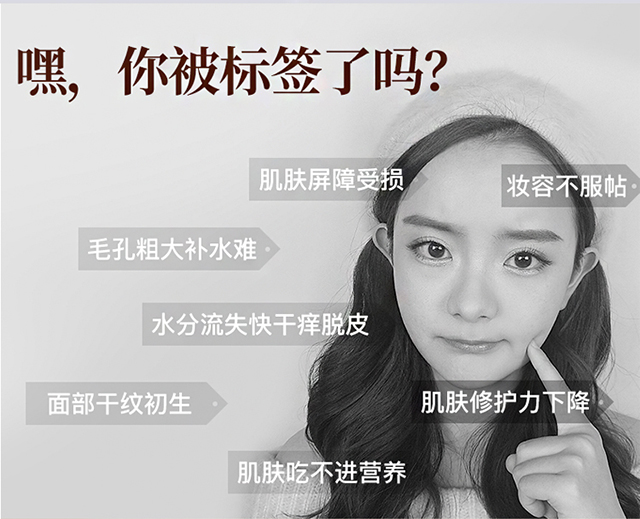 嘿，你被标签了吗？
肌肤屏障受损
妆容不服帖
毛孔粗大补水难
水分流失快干痒脱皮
面部干纹初生
肌肤修护力下降
肌肤吃不进营养